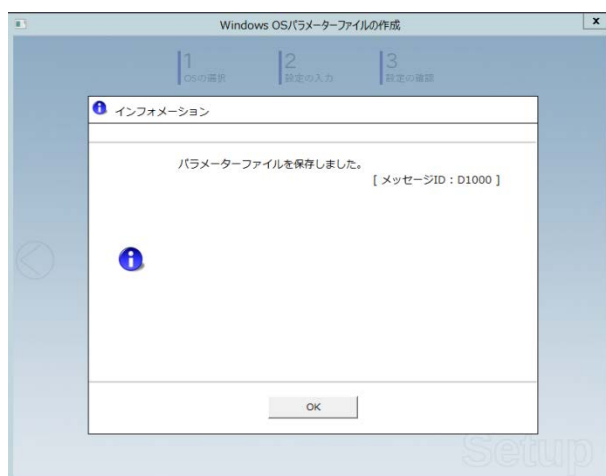 Windows OSパラメーターファイルの作成
x
1
OSの選択
2
設定の入力
3
設定の確認
インフォメーション
パラメーターファイルを保存しました。
[ メッセージID：D1000 ]
OK
Setup